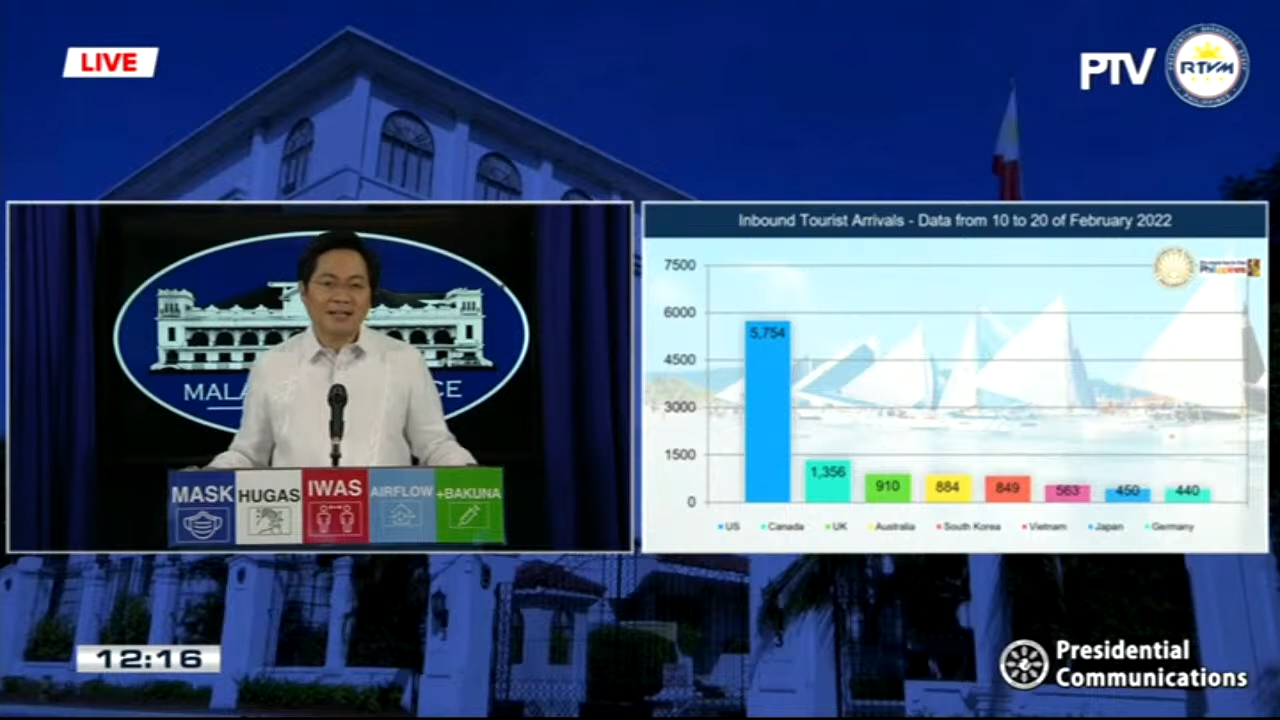 LIVE
PTV
RTVM
Inbound Tourist Arrivals - Data from 10 to 20 of February 2022
7500
6000
4500
3000
1500
0
5,754
1,356
910
884
849
563
450
440
US
Canada
UK
Australia
South Korea
Vietnam
Japan
Germany
Philippines
MASK
HUGAS
IWAS
AIRFLOW
+BAKUNA
12:16
Presidential
Communications